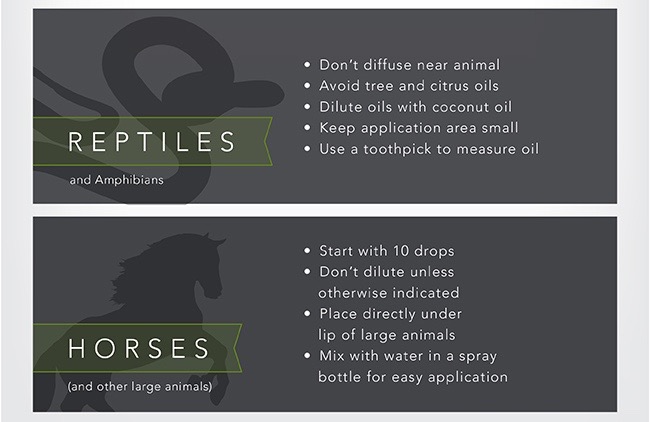 REPTILES
and Amphibians
• Don't diffuse near animal
• Avoid tree and citrus oils
• Dilute oils with coconut oil
• Keep application area small
• Use a toothpick to measure oil
HORSES
(and other large animals)
• Start with 10 drops
• Don't dilute unless
otherwise indicated
• Place directly under
lip of large animals
• Mix with water in a spray
bottle for easy application